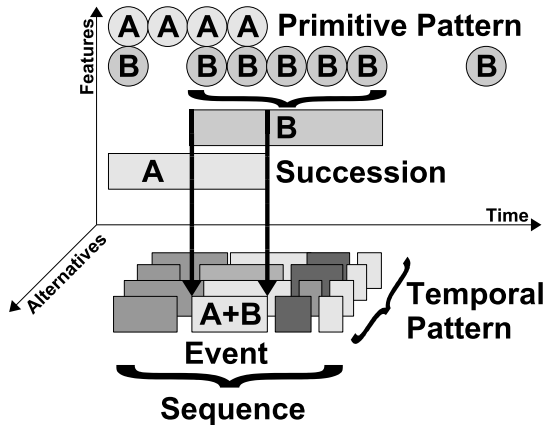 A A A A Primitive Pattern
B B B B B B B
B
A Succession
Features
Time
Alternatives
A+B
Temporal
Pattern
Event
Sequence